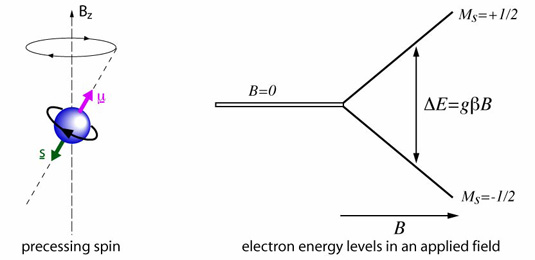 B_z
μ
s
precessing spin
B=0
M_S=+1/2
ΔE=gβB
M_S=-1/2
B
electron energy levels in an applied field